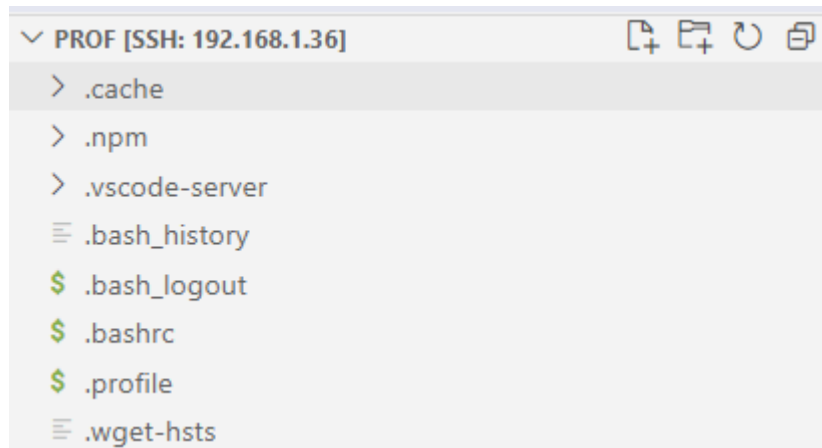 PROF [SSH: 192.168.1.36]
.cache
.npm
.vscode-server
.bash_history
$ .bash_logout
$ .bashrc
$ .profile
.wget-hsts